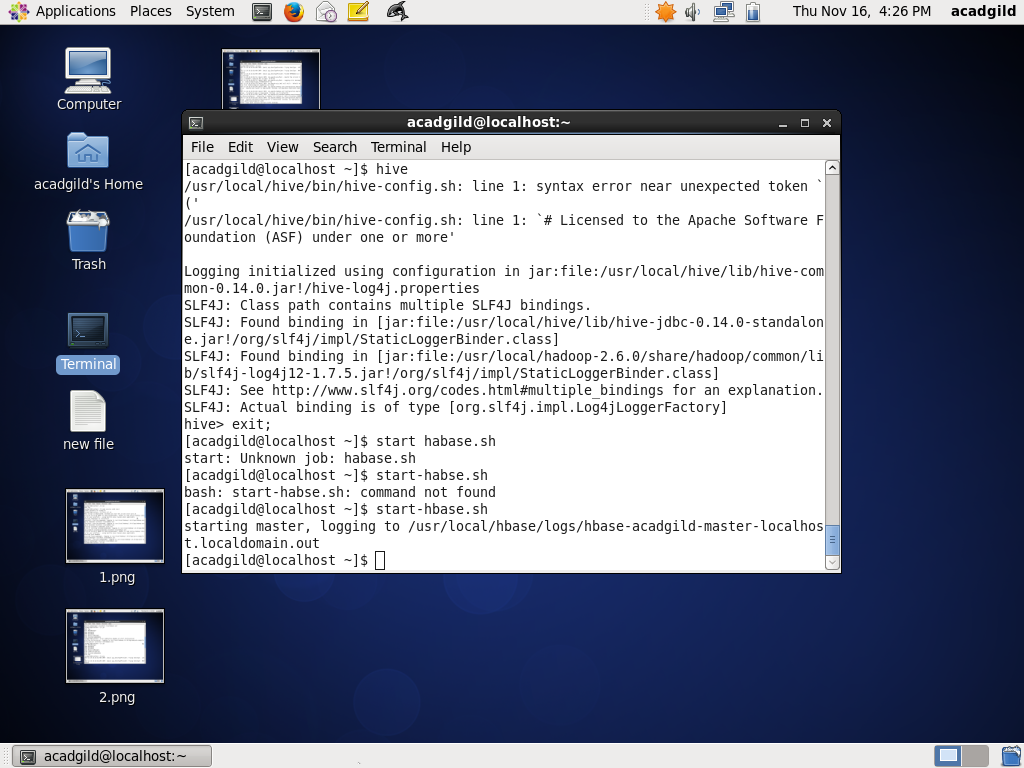 Applications Places System Thu Nov 16, 4:26 PM acadgild
Computer
acadgild's Home
Trash
Terminal
new file
1.png
2.png
acadgild@localhost:~
File Edit View Search Terminal Help
[acadgild@localhost ~]$ hive
/usr/local/hive/bin/hive-config.sh: line 1: syntax error near unexpected token `
('
/usr/local/hive/bin/hive-config.sh: line 1: `# Licensed to the Apache Software F
oundation (ASF) under one or more'
Logging initialized using configuration in jar:file:/usr/local/hive/lib/hive-com
mon-0.14.0.jar!/hive-log4j.properties
SLF4J: Class path contains multiple SLF4J bindings.
SLF4J: Found binding in [jar:file:/usr/local/hive/lib/hive-jdbc-0.14.0-standalon
e.jar!/org/slf4j/impl/StaticLoggerBinder.class]
SLF4J: Found binding in [jar:file:/usr/local/hadoop-2.6.0/share/hadoop/common/li
b/slf4j-log4j12-1.7.5.jar!/org/slf4j/impl/StaticLoggerBinder.class]
SLF4J: See http://www.slf4j.org/codes.html#multiple_bindings for an explanation.
SLF4J: Actual binding is of type [org.slf4j.impl.Log4jLoggerFactory]
hive> exit;
[acadgild@localhost ~]$ start habase.sh
start: Unknown job: habase.sh
[acadgild@localhost ~]$ start-habse.sh
bash: start-habse.sh: command not found
[acadgild@localhost ~]$ start-hbase.sh
starting master, logging to /usr/local/hbase/logs/hbase-acadgild-master-localhos
t.localdomain.out
[acadgild@localhost ~]$
acadgild@localhost:~